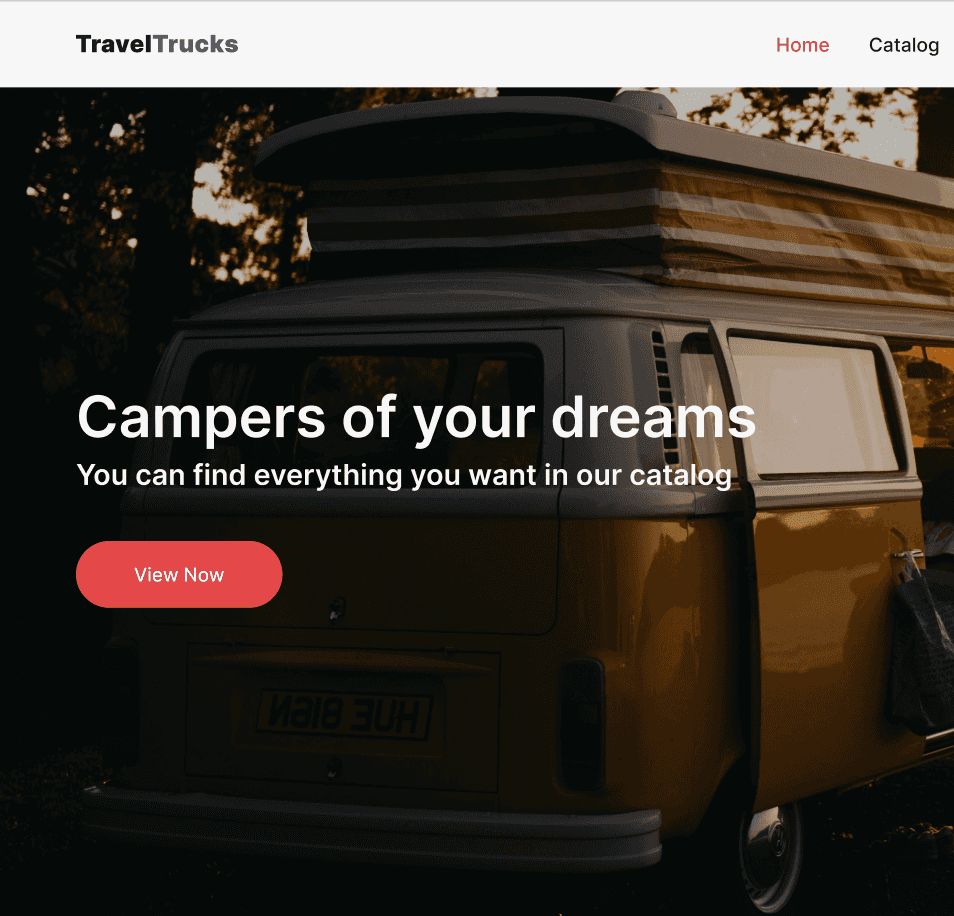 TravelTrucks
Home Catalog
Campers of your dreams
You can find everything you want in our catalog
View Now
HUE 816N